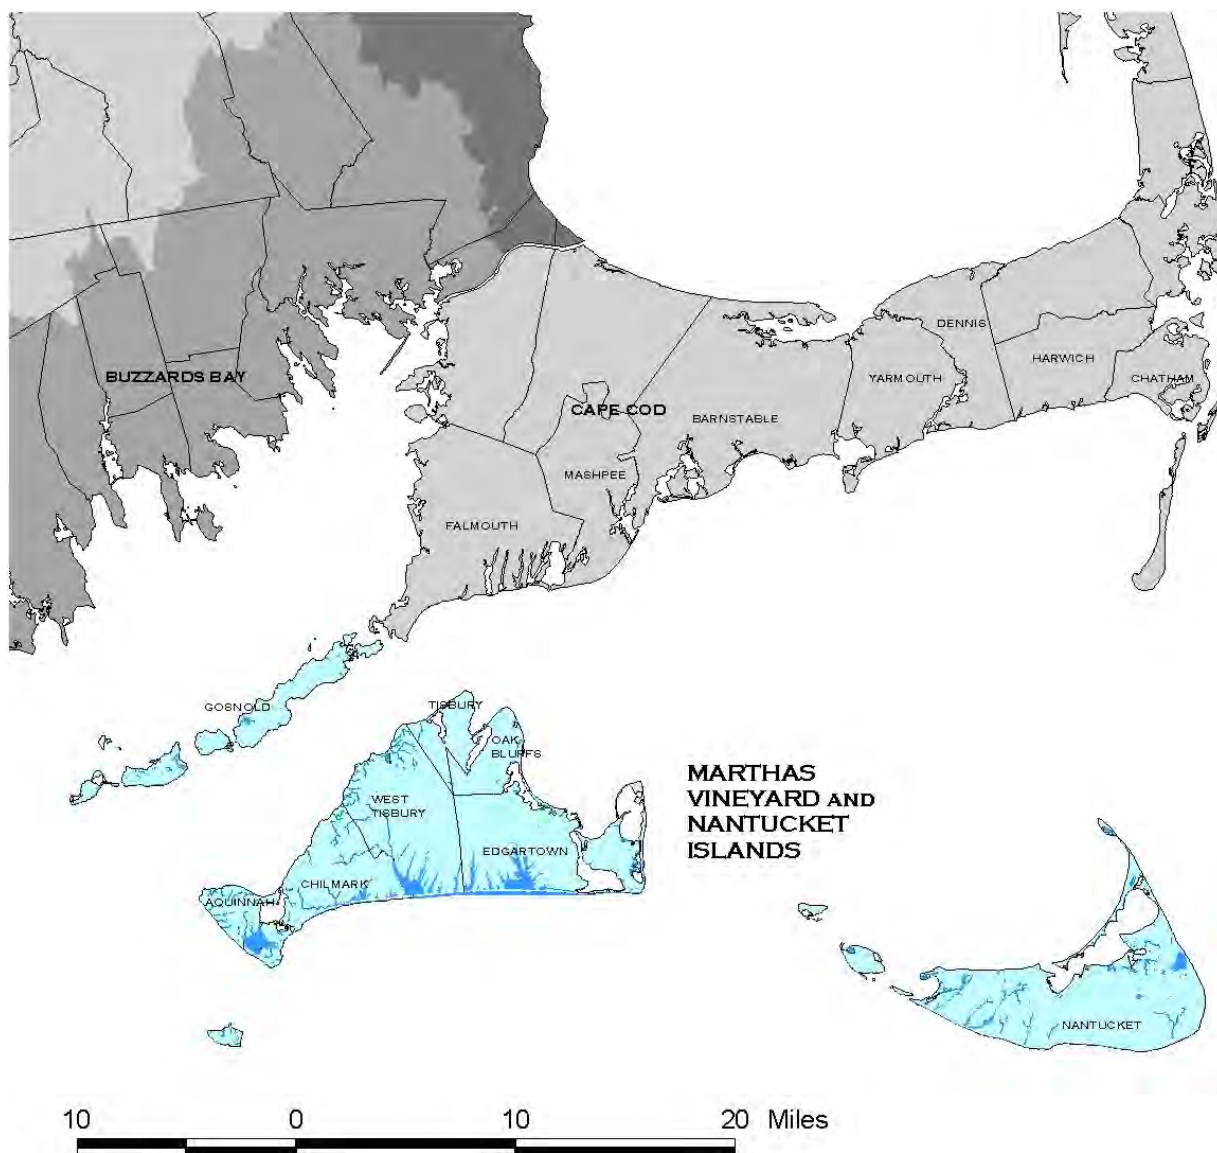 DENNIS
HARWICH
BUZZARDS BAY
YARMOUTH
CHATHAM
CAPE COD
BARNSTABLE
MASHPEE
FALMOUTH
GOSNOLD
TISBURY
OAK
BLUFFS
MARTHAS
VINEYARD AND
NANTUCKET
ISLANDS
WEST
TISBURY
EDGARTOWN
CHILMARK
AQUINNAH
NANTUCKET
10 0 10 20 Miles